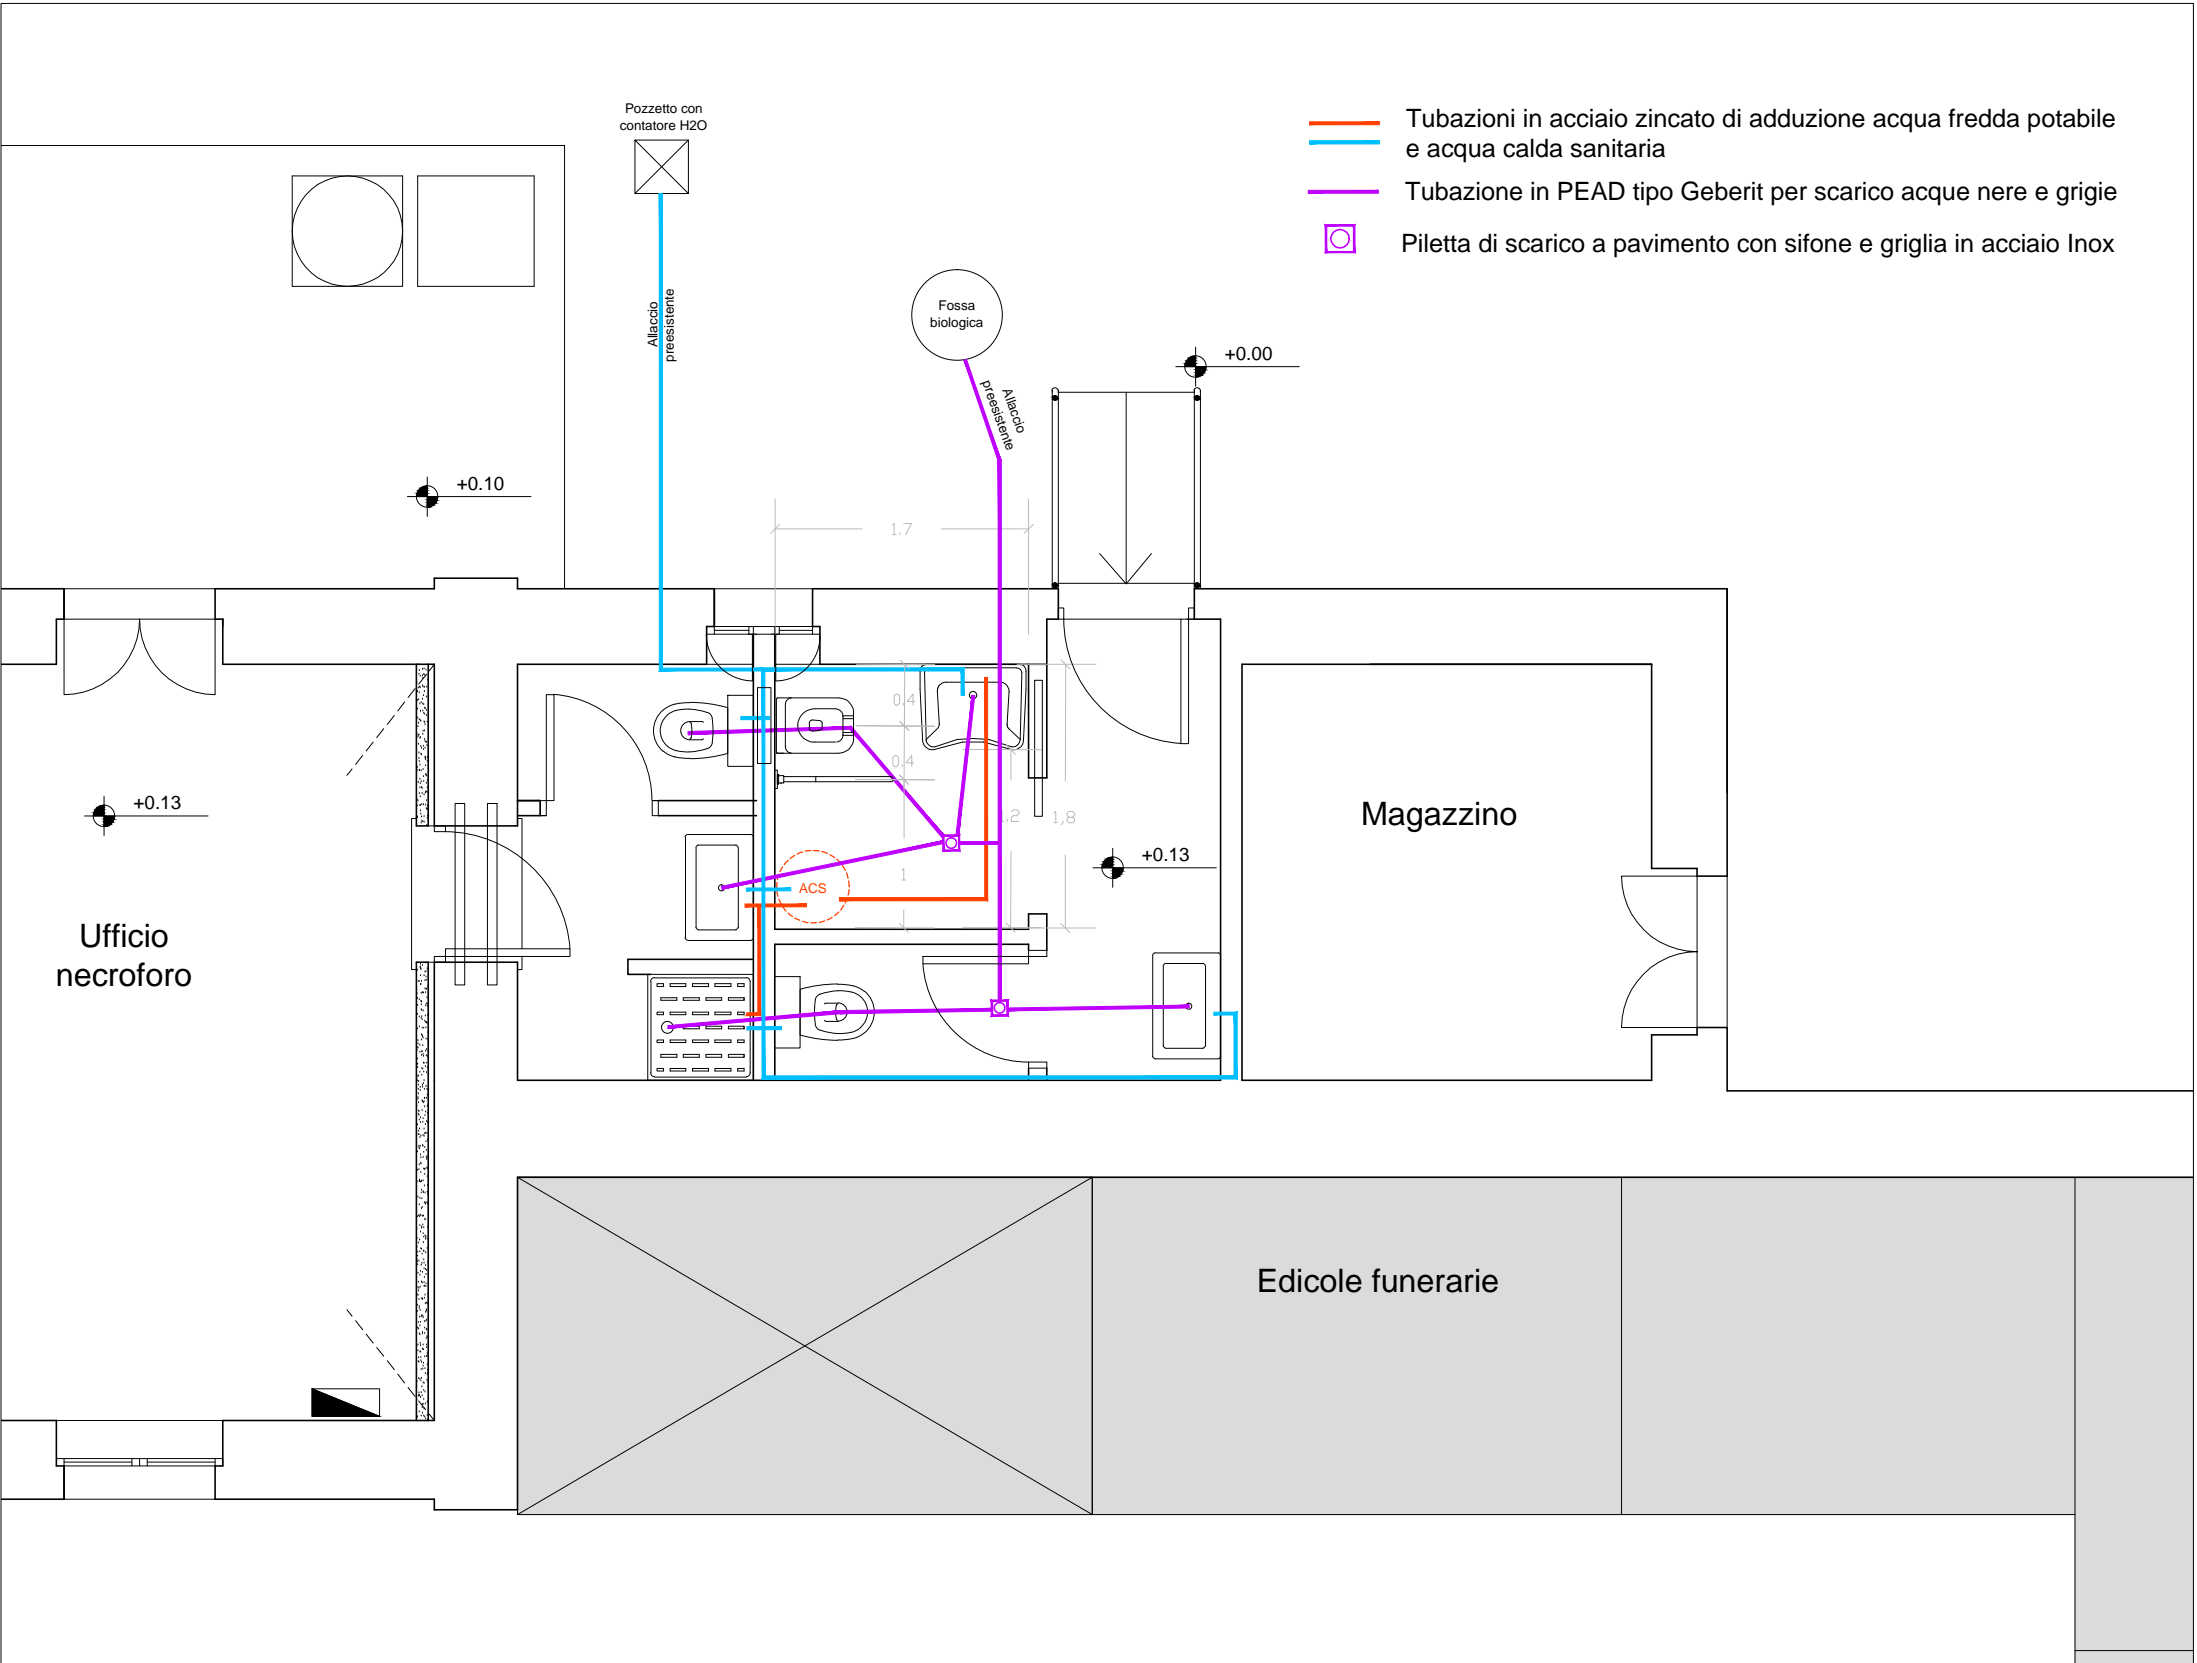 Pozzetto con
contatore H2O
Tubazioni in acciaio zincato di adduzione acqua fredda potabile
e acqua calda sanitaria
Tubazione in PEAD tipo Geberit per scarico acque nere e grigie
Piletta di scarico a pavimento con sifone e griglia in acciaio Inox
Allaccio
preesistente
Fossa
biologica
+0.00
Allaccio
preesistente
+0.10
1.7
0.4
0.4
+0.13
1.2
1,8
Magazzino
+0.13
1
ACS
Ufficio
necroforo
Edicole funerarie